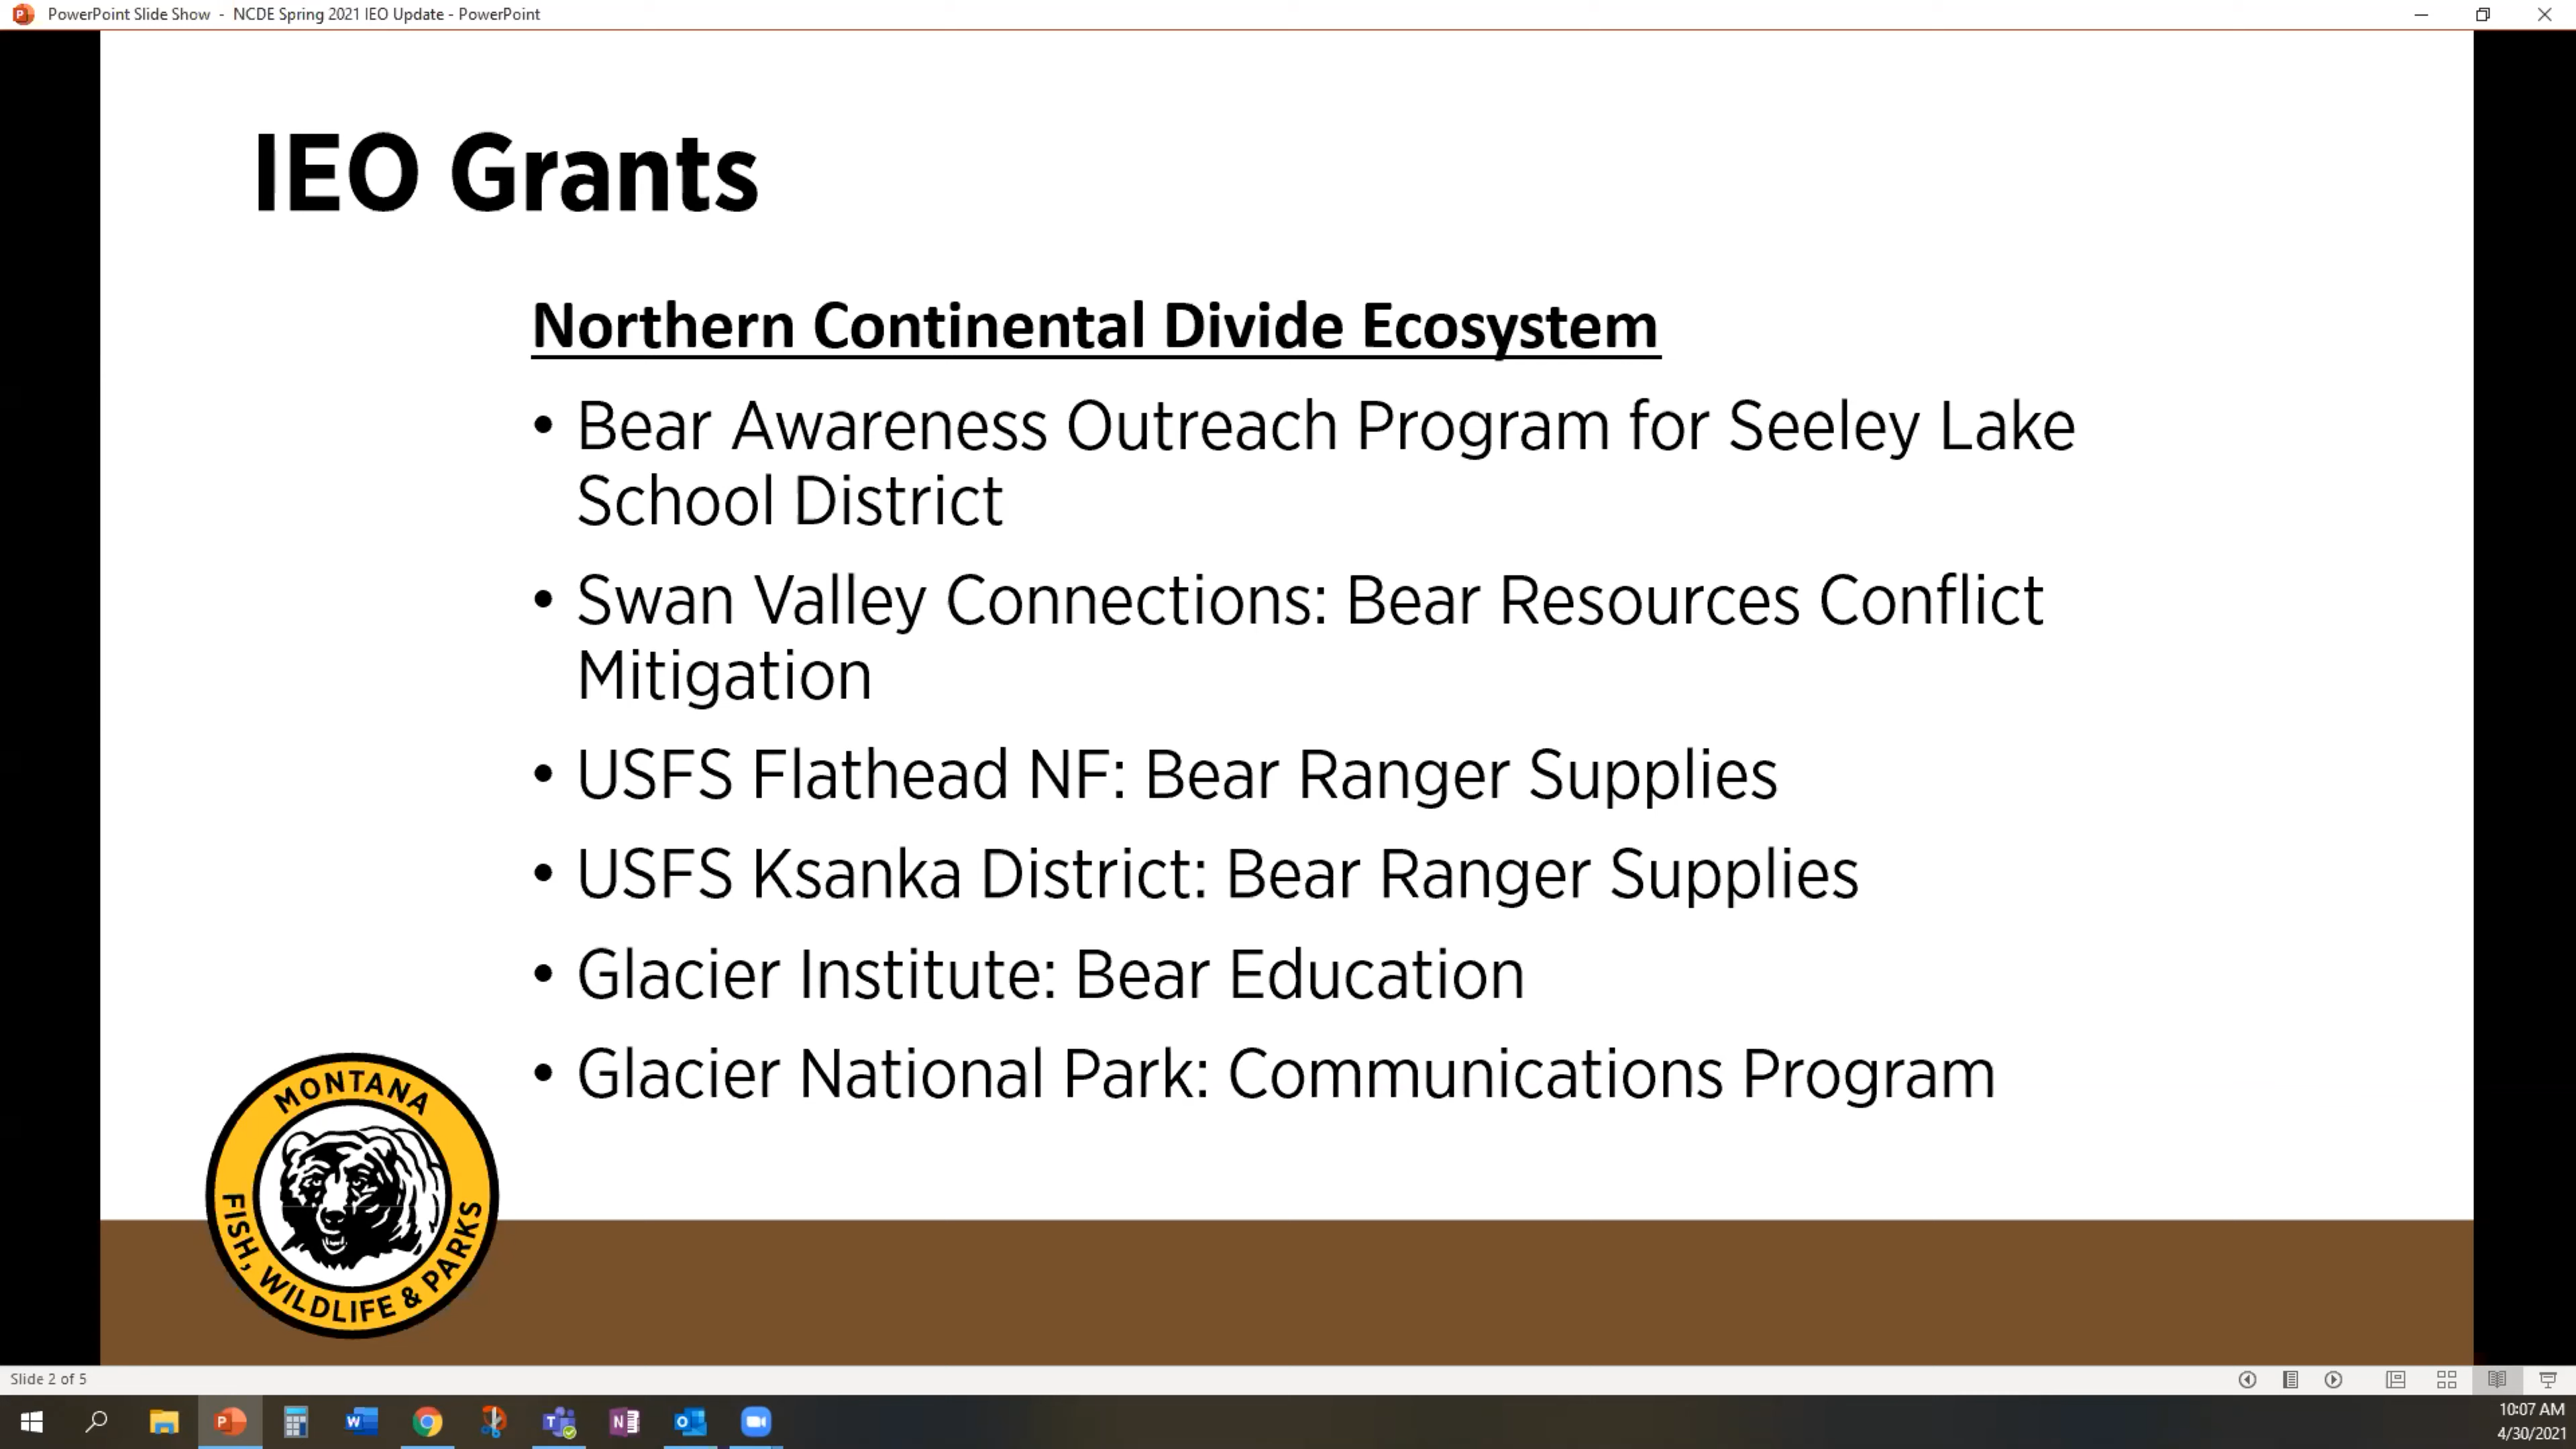 PowerPoint Slide Show - NCDE Spring 2021 IEO Update - PowerPoint
IEO Grants
Northern Continental Divide Ecosystem
• Bear Awareness Outreach Program for Seeley Lake
School District
• Swan Valley Connections: Bear Resources Conflict
Mitigation
• USFS Flathead NF: Bear Ranger Supplies
• USFS Ksanka District: Bear Ranger Supplies
• Glacier Institute: Bear Education
• Glacier National Park: Communications Program
MONTANA
FISH, WILDLIFE & PARKS
Slide 2 of 5
10:07 AM
4/30/2021